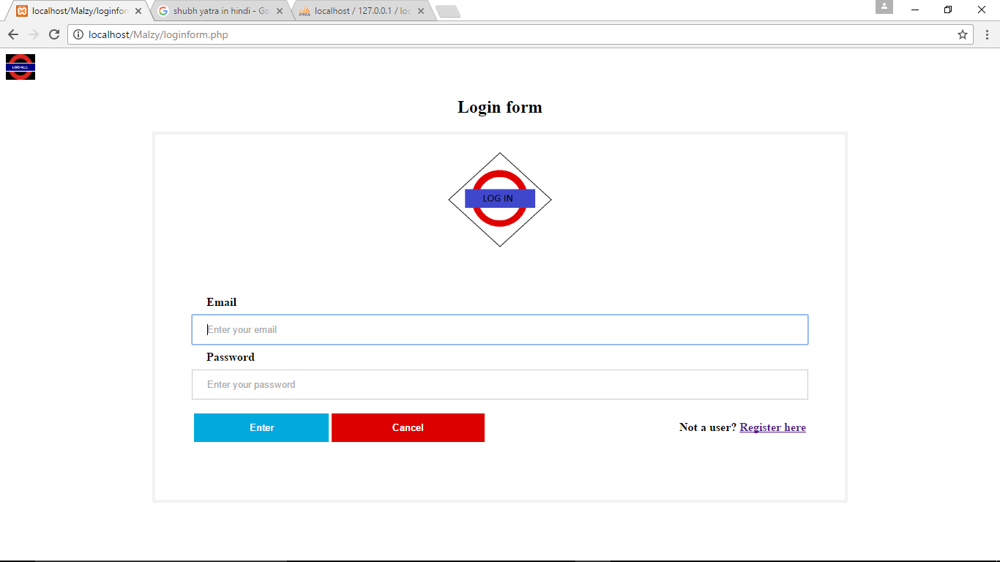 localhost/Malzy/loginforn
shubh yatra in hindi - Go
localhost / 127.0.0.1 / loc
localhost/Malzy/loginform.php
LOC-ALL
Login form
LOG IN
Email
Enter your email
Password
Enter your password
Enter Cancel Not a user? Register here